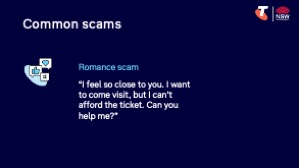 Common scams
NSW
Romance scam
“I feel so close to you. I want
to come visit, but I can’t
afford the ticket. Can you
help me?”